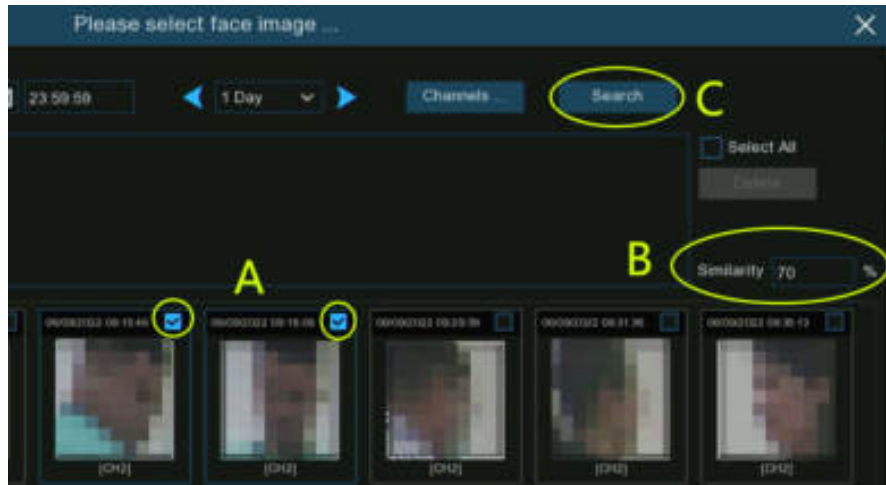 Please select face image ...
23:59:59
1 Day
Channels ...
Search
C
Select All
Delete
B
Similarity 70 %
A
[CH2]
[CH2]
[CH2]
[CH2]
[CH2]